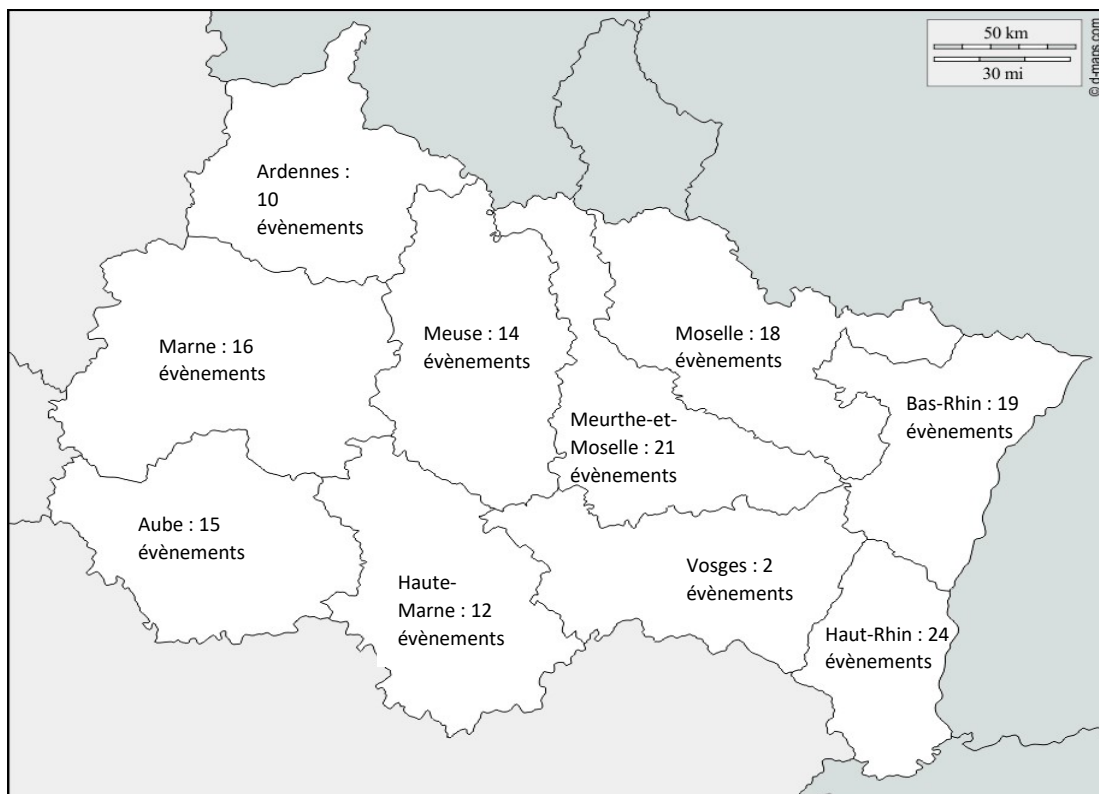 50 km
30 mi
© d-maps.com
Ardennes :
10
évènements
Marne : 16
évènements
Meuse : 14
évènements
Moselle : 18
évènements
Meurthe-et-
Moselle : 21
évènements
Bas-Rhin : 19
évènements
Aube : 15
évènements
Haute-
Marne : 12
évènements
Vosges : 2
évènements
Haut-Rhin : 24
évènements